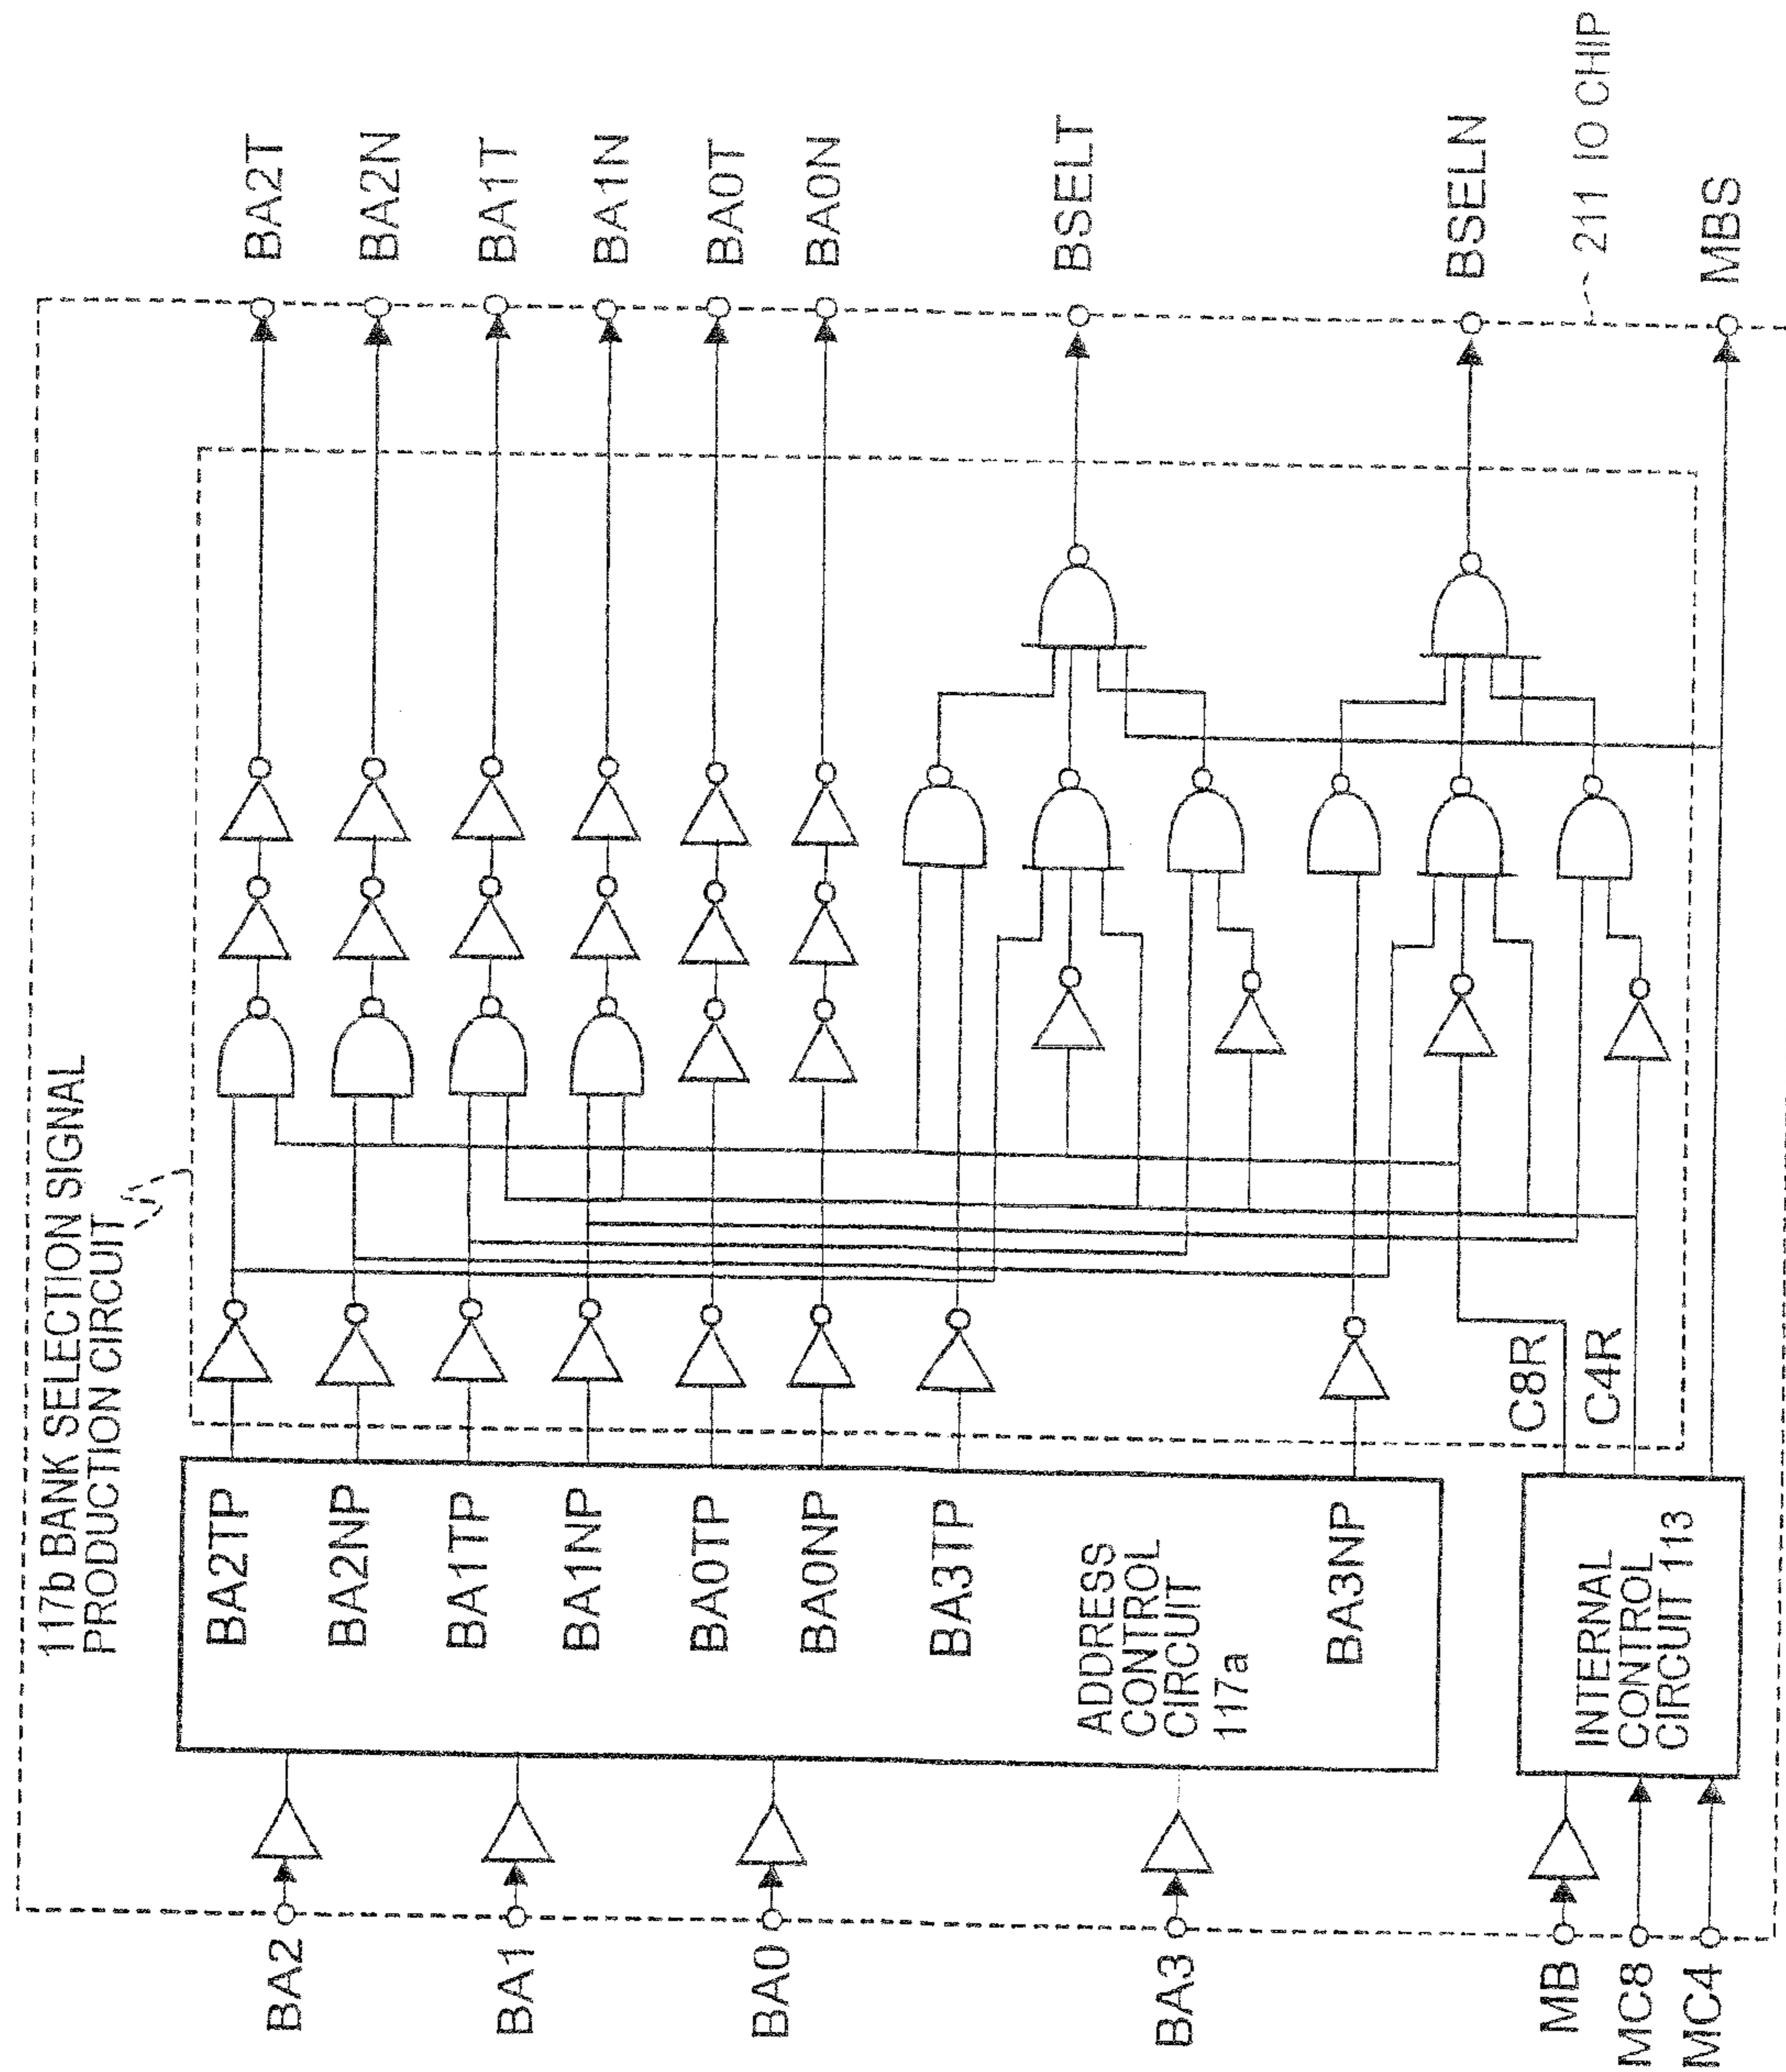 117b BANK SELECTION SIGNAL
PRODUCTION CIRCUIT
BA2
BA1
BA0
BA3
MB
MC8
MC4
BA2TP
BA2NP
BA1TP
BA1NP
BA0TP
BA0NP
BA3TP
ADDRESS
CONTROL
CIRCUIT
117a
BA3NP
INTERNAL
CONTROL
CIRCUIT 113
C8R
C4R
BA2T
BA2N
BA1T
BA1N
BA0T
BA0N
BSELT
BSELN
211 IO CHIP
MBS